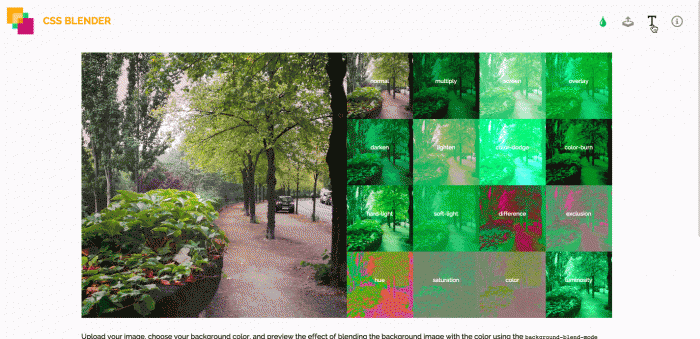 CSS BLENDER
T
normal multiply screen overlay
darken lighten color-dodge color-burn
hard-light soft-light difference exclusion
hue saturation color luminosity
Upload your image, choose your background color, and preview the effect of blending the background image with the color using the background-blend-mode